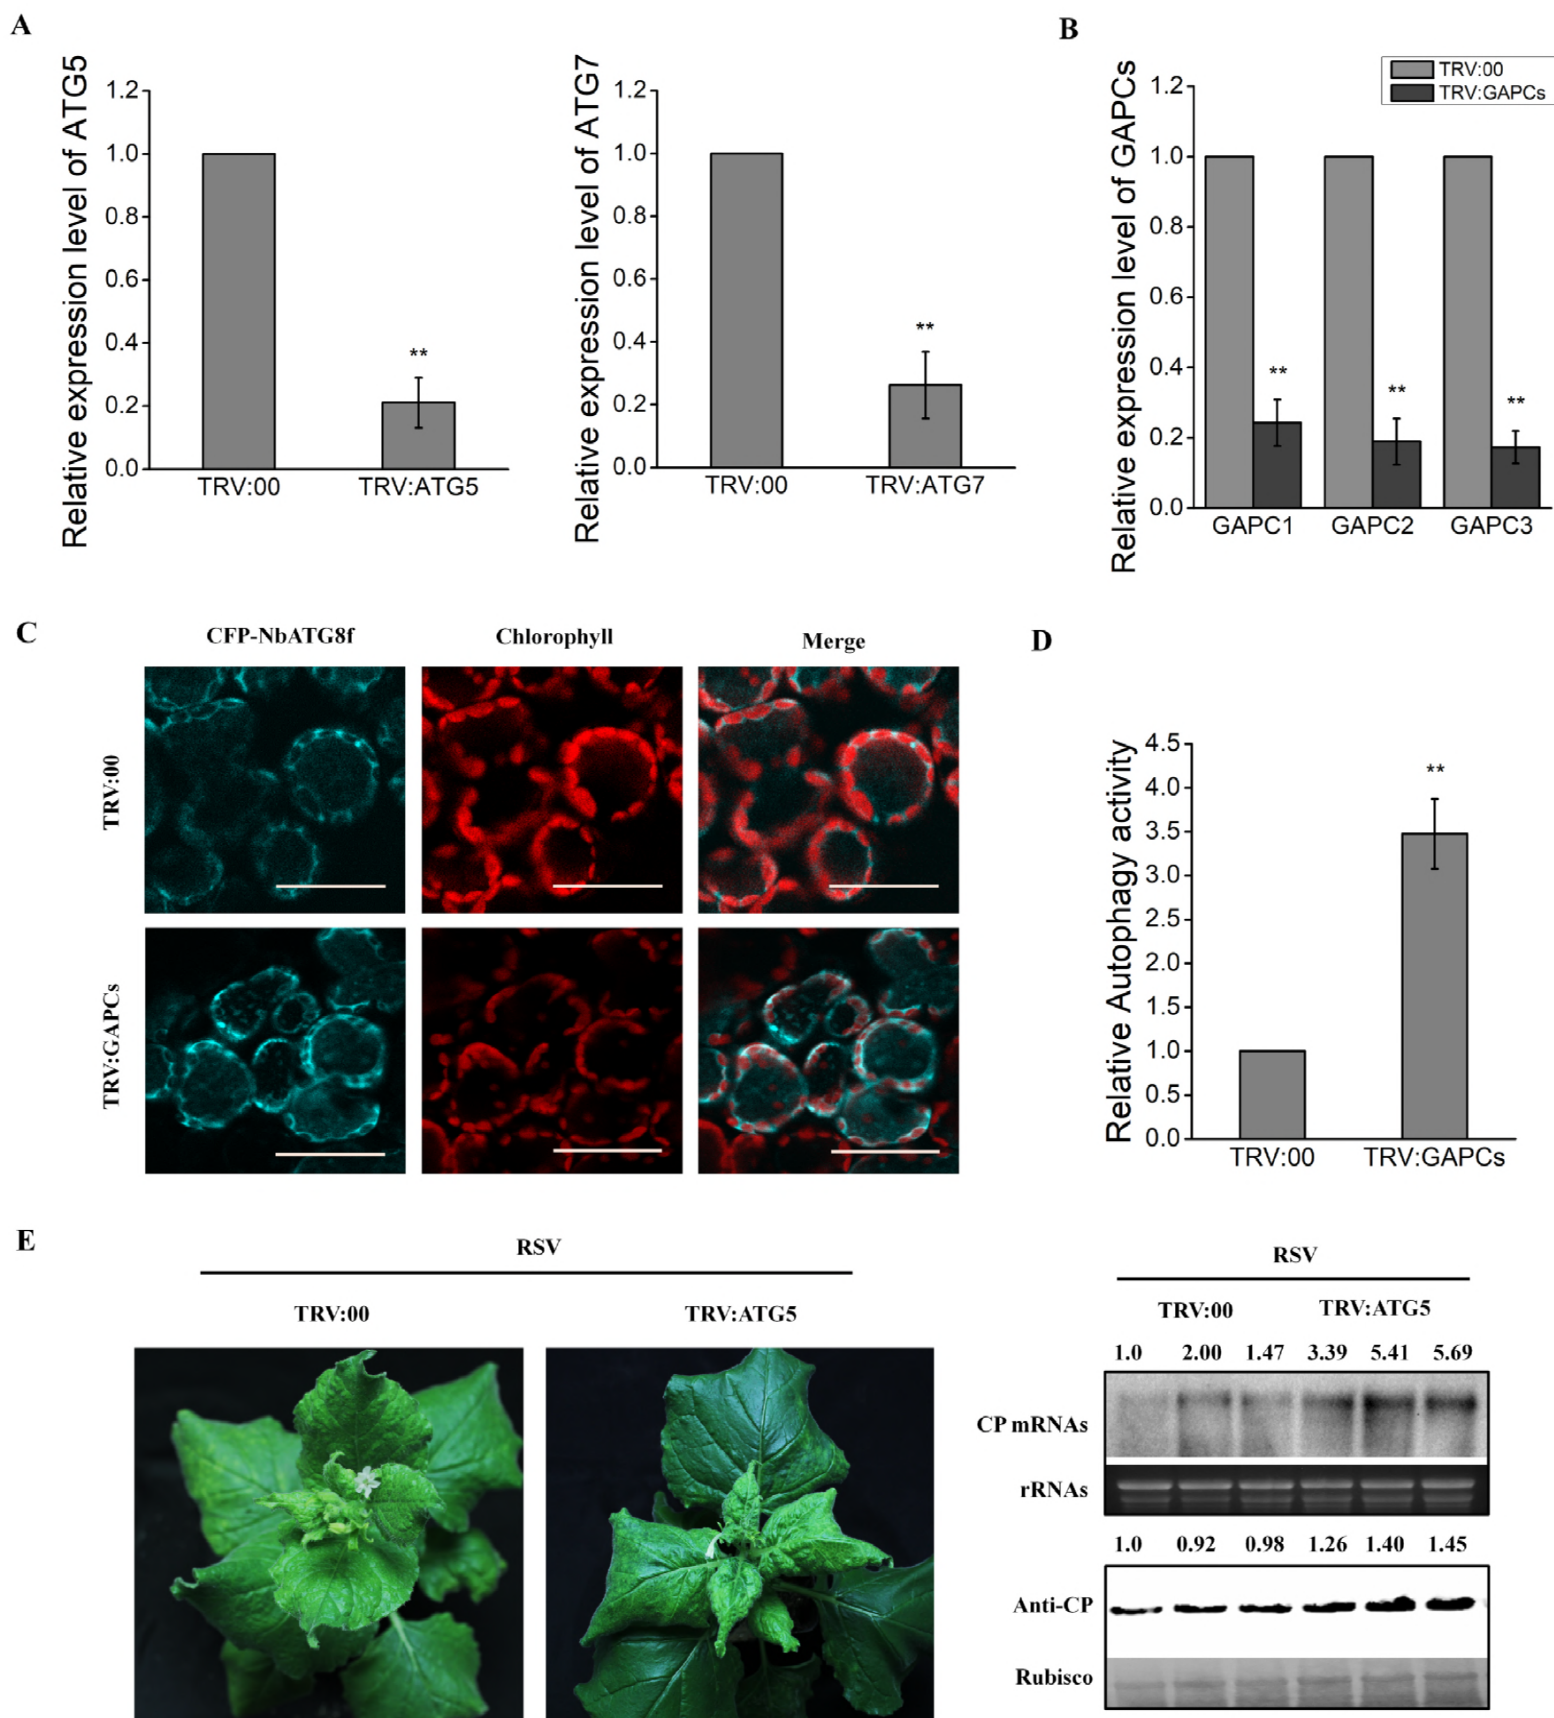 A
Relative expression level of ATG5
1.2
1.0
0.8
0.6
0.4
0.2
0.0
**
TRV:00
TRV:ATG5
Relative expression level of ATG7
1.2
1.0
0.8
0.6
0.4
0.2
0.0
**
TRV:00
TRV:ATG7
B
TRV:00
TRV:GAPCs
Relative expression level of GAPCs
1.2
1.0
0.8
0.6
0.4
0.2
0.0
**
**
**
GAPC1
GAPC2
GAPC3
C
CFP-NbATG8f
Chlorophyll
Merge
TRV:00
TRV:GAPCs
D
Relative Autophagy activity
4.5
4.0
3.5
3.0
2.5
2.0
1.5
1.0
0.5
0.0
**
TRV:00
TRV:GAPCs
E
RSV
TRV:00
TRV:ATG5
RSV
TRV:00
TRV:ATG5
1.0 2.00 1.47 3.39 5.41 5.69
CP mRNAs
rRNAs
1.0 0.92 0.98 1.26 1.40 1.45
Anti-CP
Rubisco